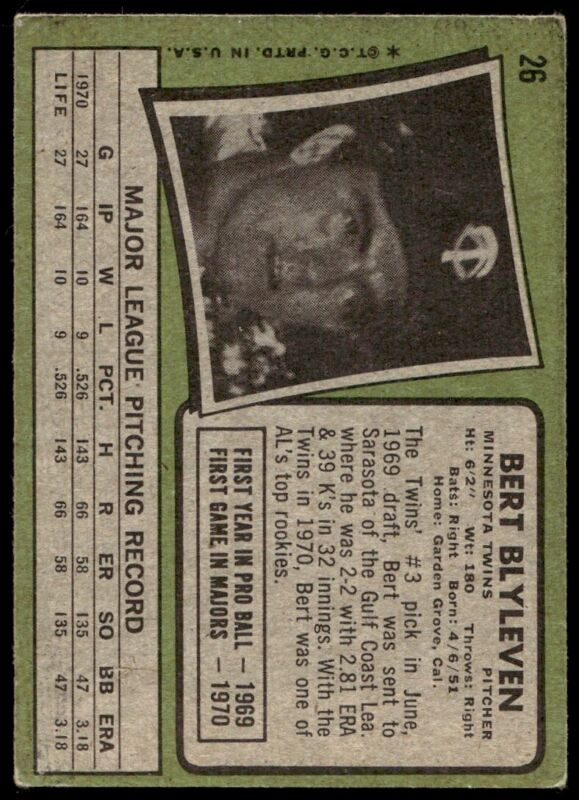 26
BERT BLYLEVEN
MINNESOTA TWINS PITCHER
Ht: 6'2" Wt: 180 Throws: Right
Bats: Right Born: 4/6/51
Home: Garden Grove, Cal.
The Twins' #3 pick in June,
1969 draft, Bert was sent to
Sarasota of the Gulf Coast Lea
where he was 2-2 with 2.81 ERA
& 39 K's in 32 innings. With the
Twins in 1970, Bert was one of
AL's top rookies.
FIRST YEAR IN PRO BALL — 1969
FIRST GAME IN MAJORS — 1970
MAJOR LEAGUE PITCHING RECORD
G IP W L PCT. H R ER SO BB ERA
1970 27 164 10 9 .526 143 66 58 135 47 3.18
LIFE 27 164 10 9 .526 143 66 58 135 47 3.18
* © T.C.G. PRTD. IN U.S.A.